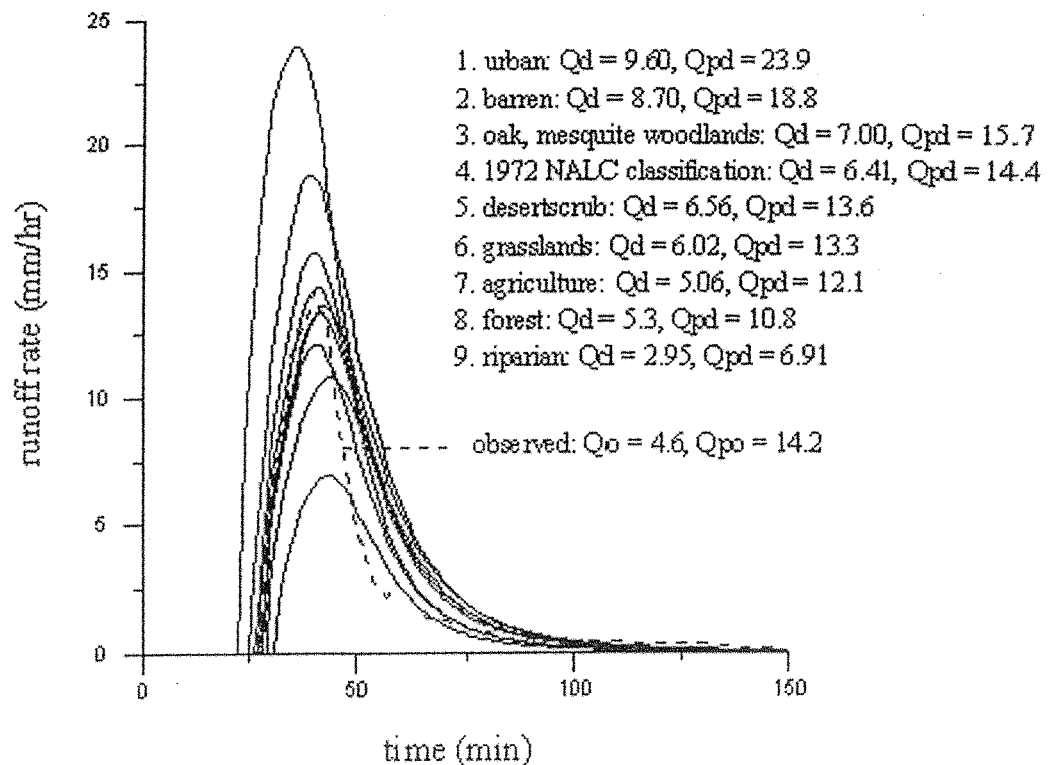 25
20
15
10
5
0
runoff rate (mm/hr)
1. urban: Qd = 9.60, Qpd = 23.9
2. barren: Qd = 8.70, Qpd = 18.8
3. oak, mesquite woodlands: Qd = 7.00, Qpd = 15.7
4. 1972 NALC classification: Qd = 6.41, Qpd = 14.4
5. desertscrub: Qd = 6.56, Qpd = 13.6
6. grasslands: Qd = 6.02, Qpd = 13.3
7. agriculture: Qd = 5.06, Qpd = 12.1
8. forest: Qd = 5.3, Qpd = 10.8
9. riparian: Qd = 2.95, Qpd = 6.91
observed: Qo = 4.6, Qpo = 14.2
0 50 100 150
time (min)